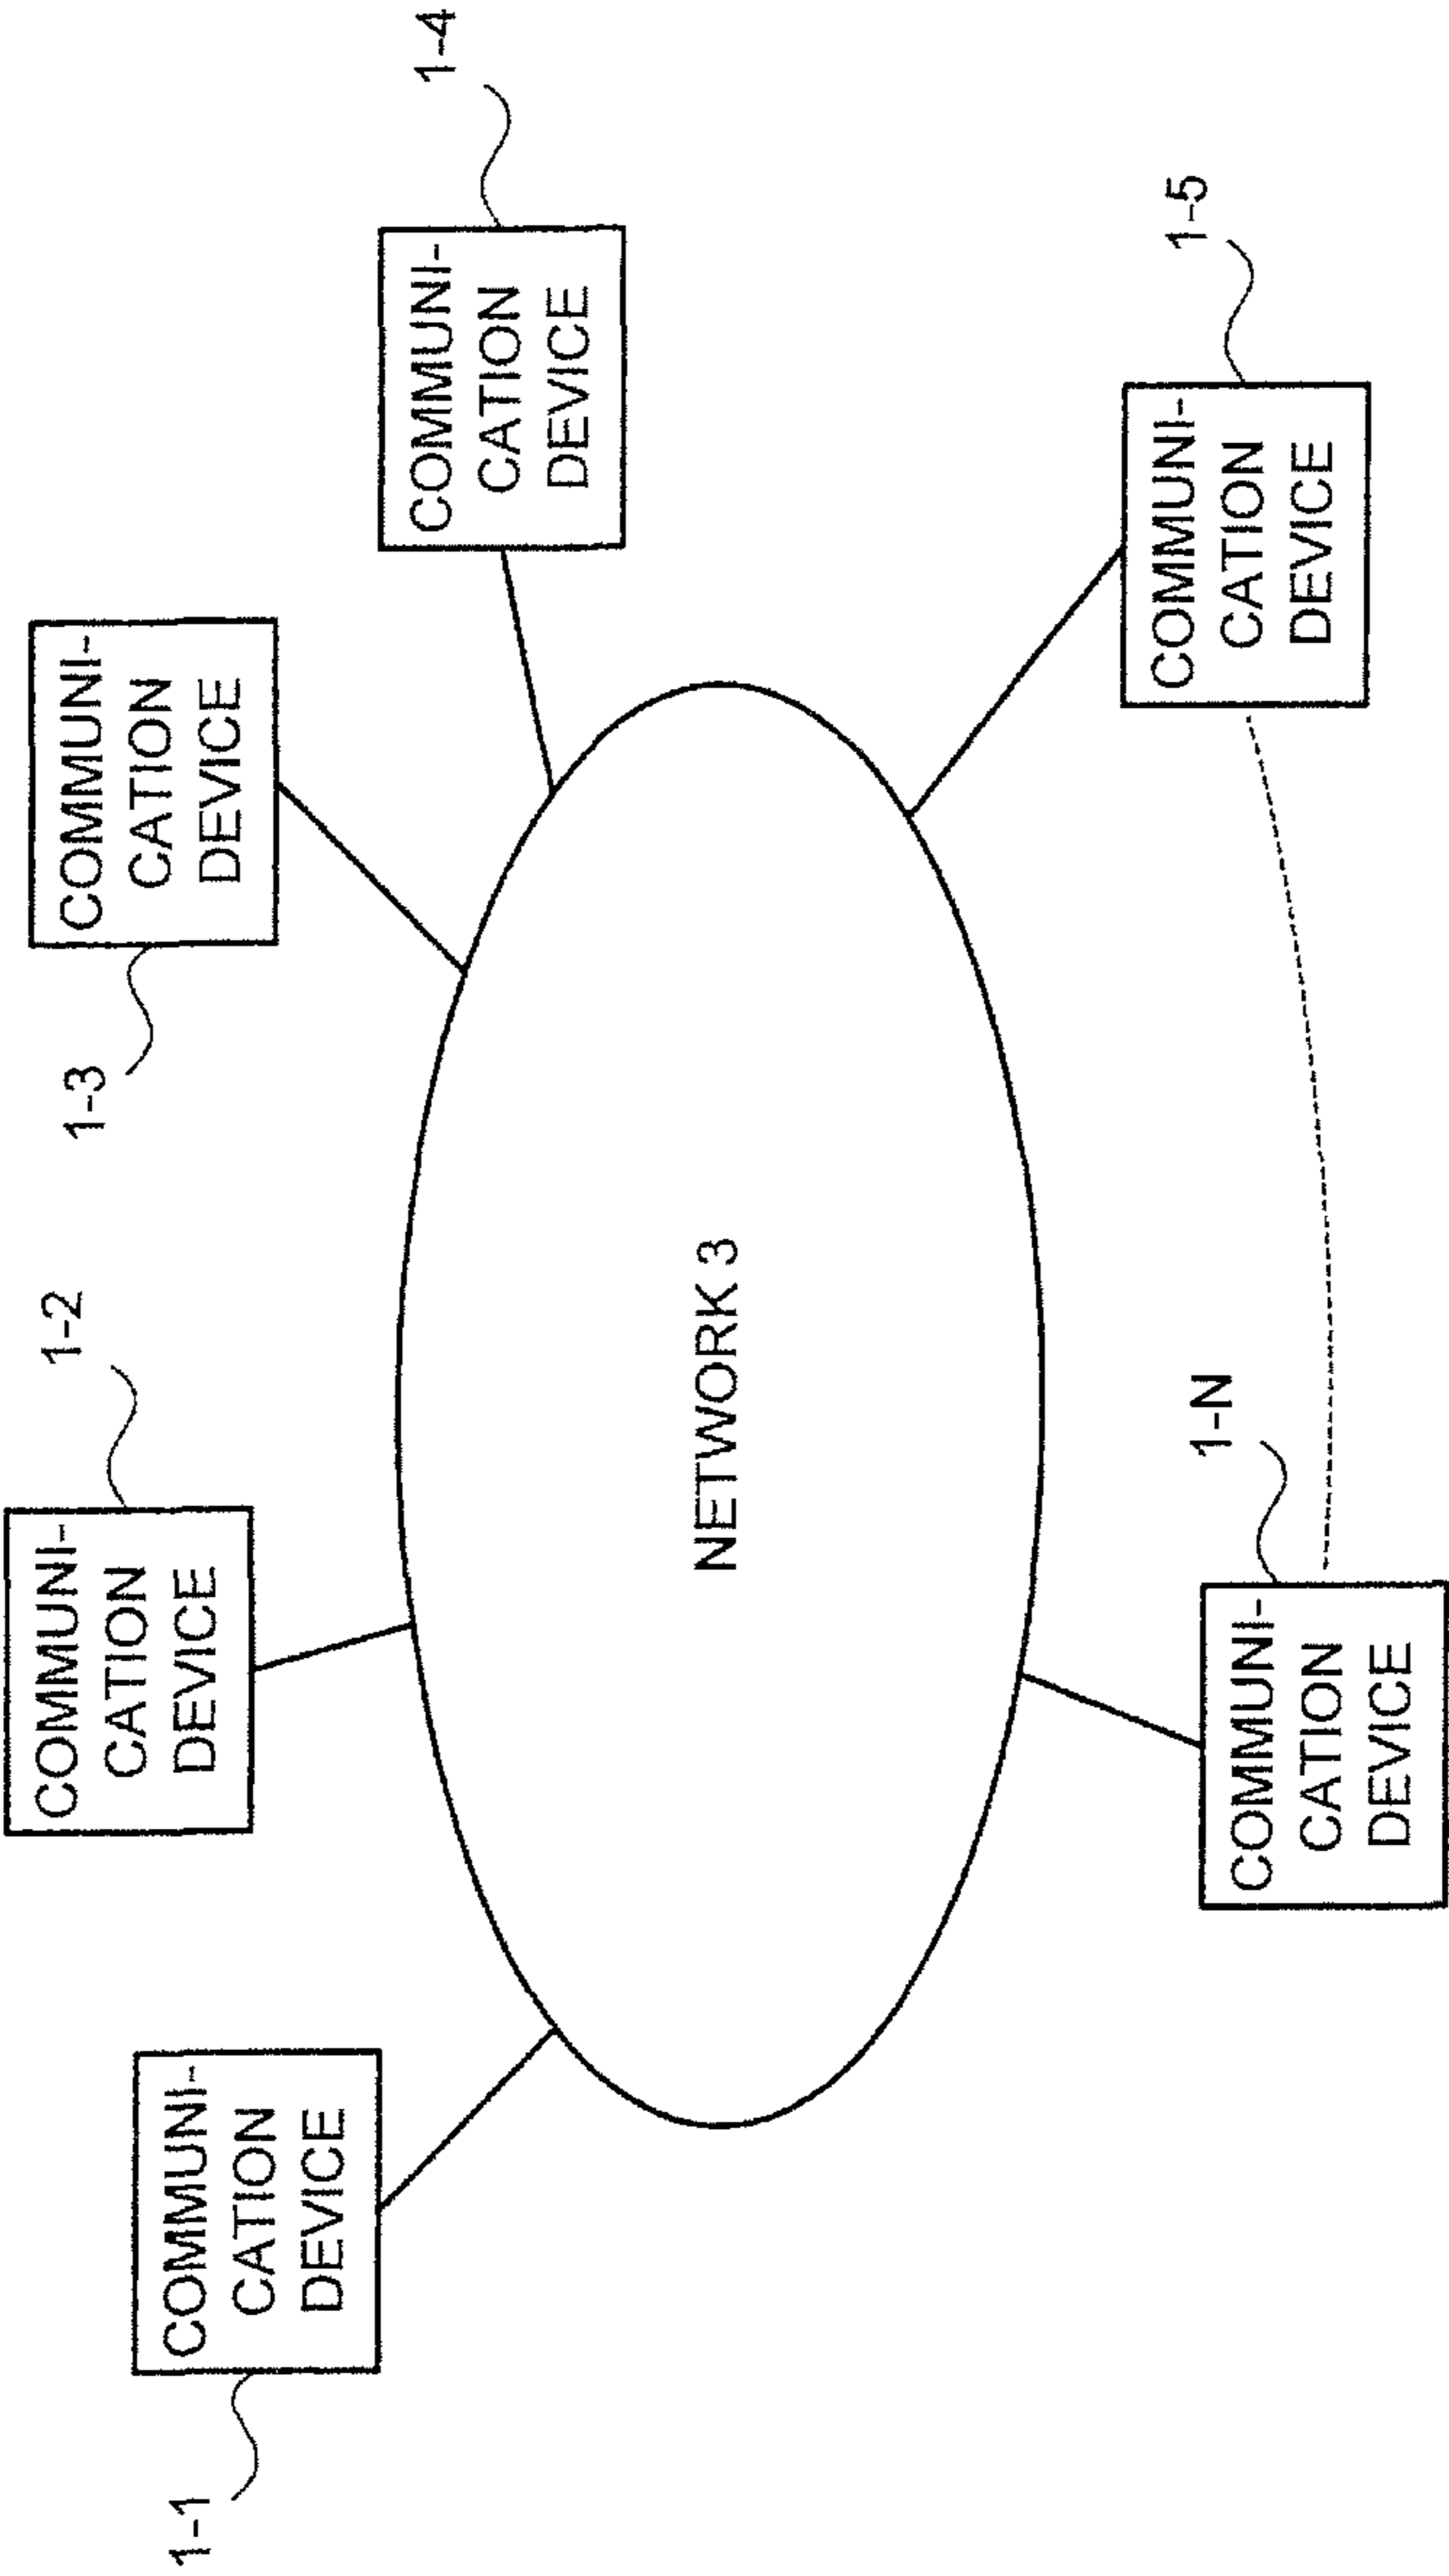 1-1
COMMUNI-
CATION
DEVICE
1-2
COMMUNI-
CATION
DEVICE
1-3
COMMUNI-
CATION
DEVICE
1-4
COMMUNI-
CATION
DEVICE
NETWORK 3
1-N
COMMUNI-
CATION
DEVICE
1-5
COMMUNI-
CATION
DEVICE